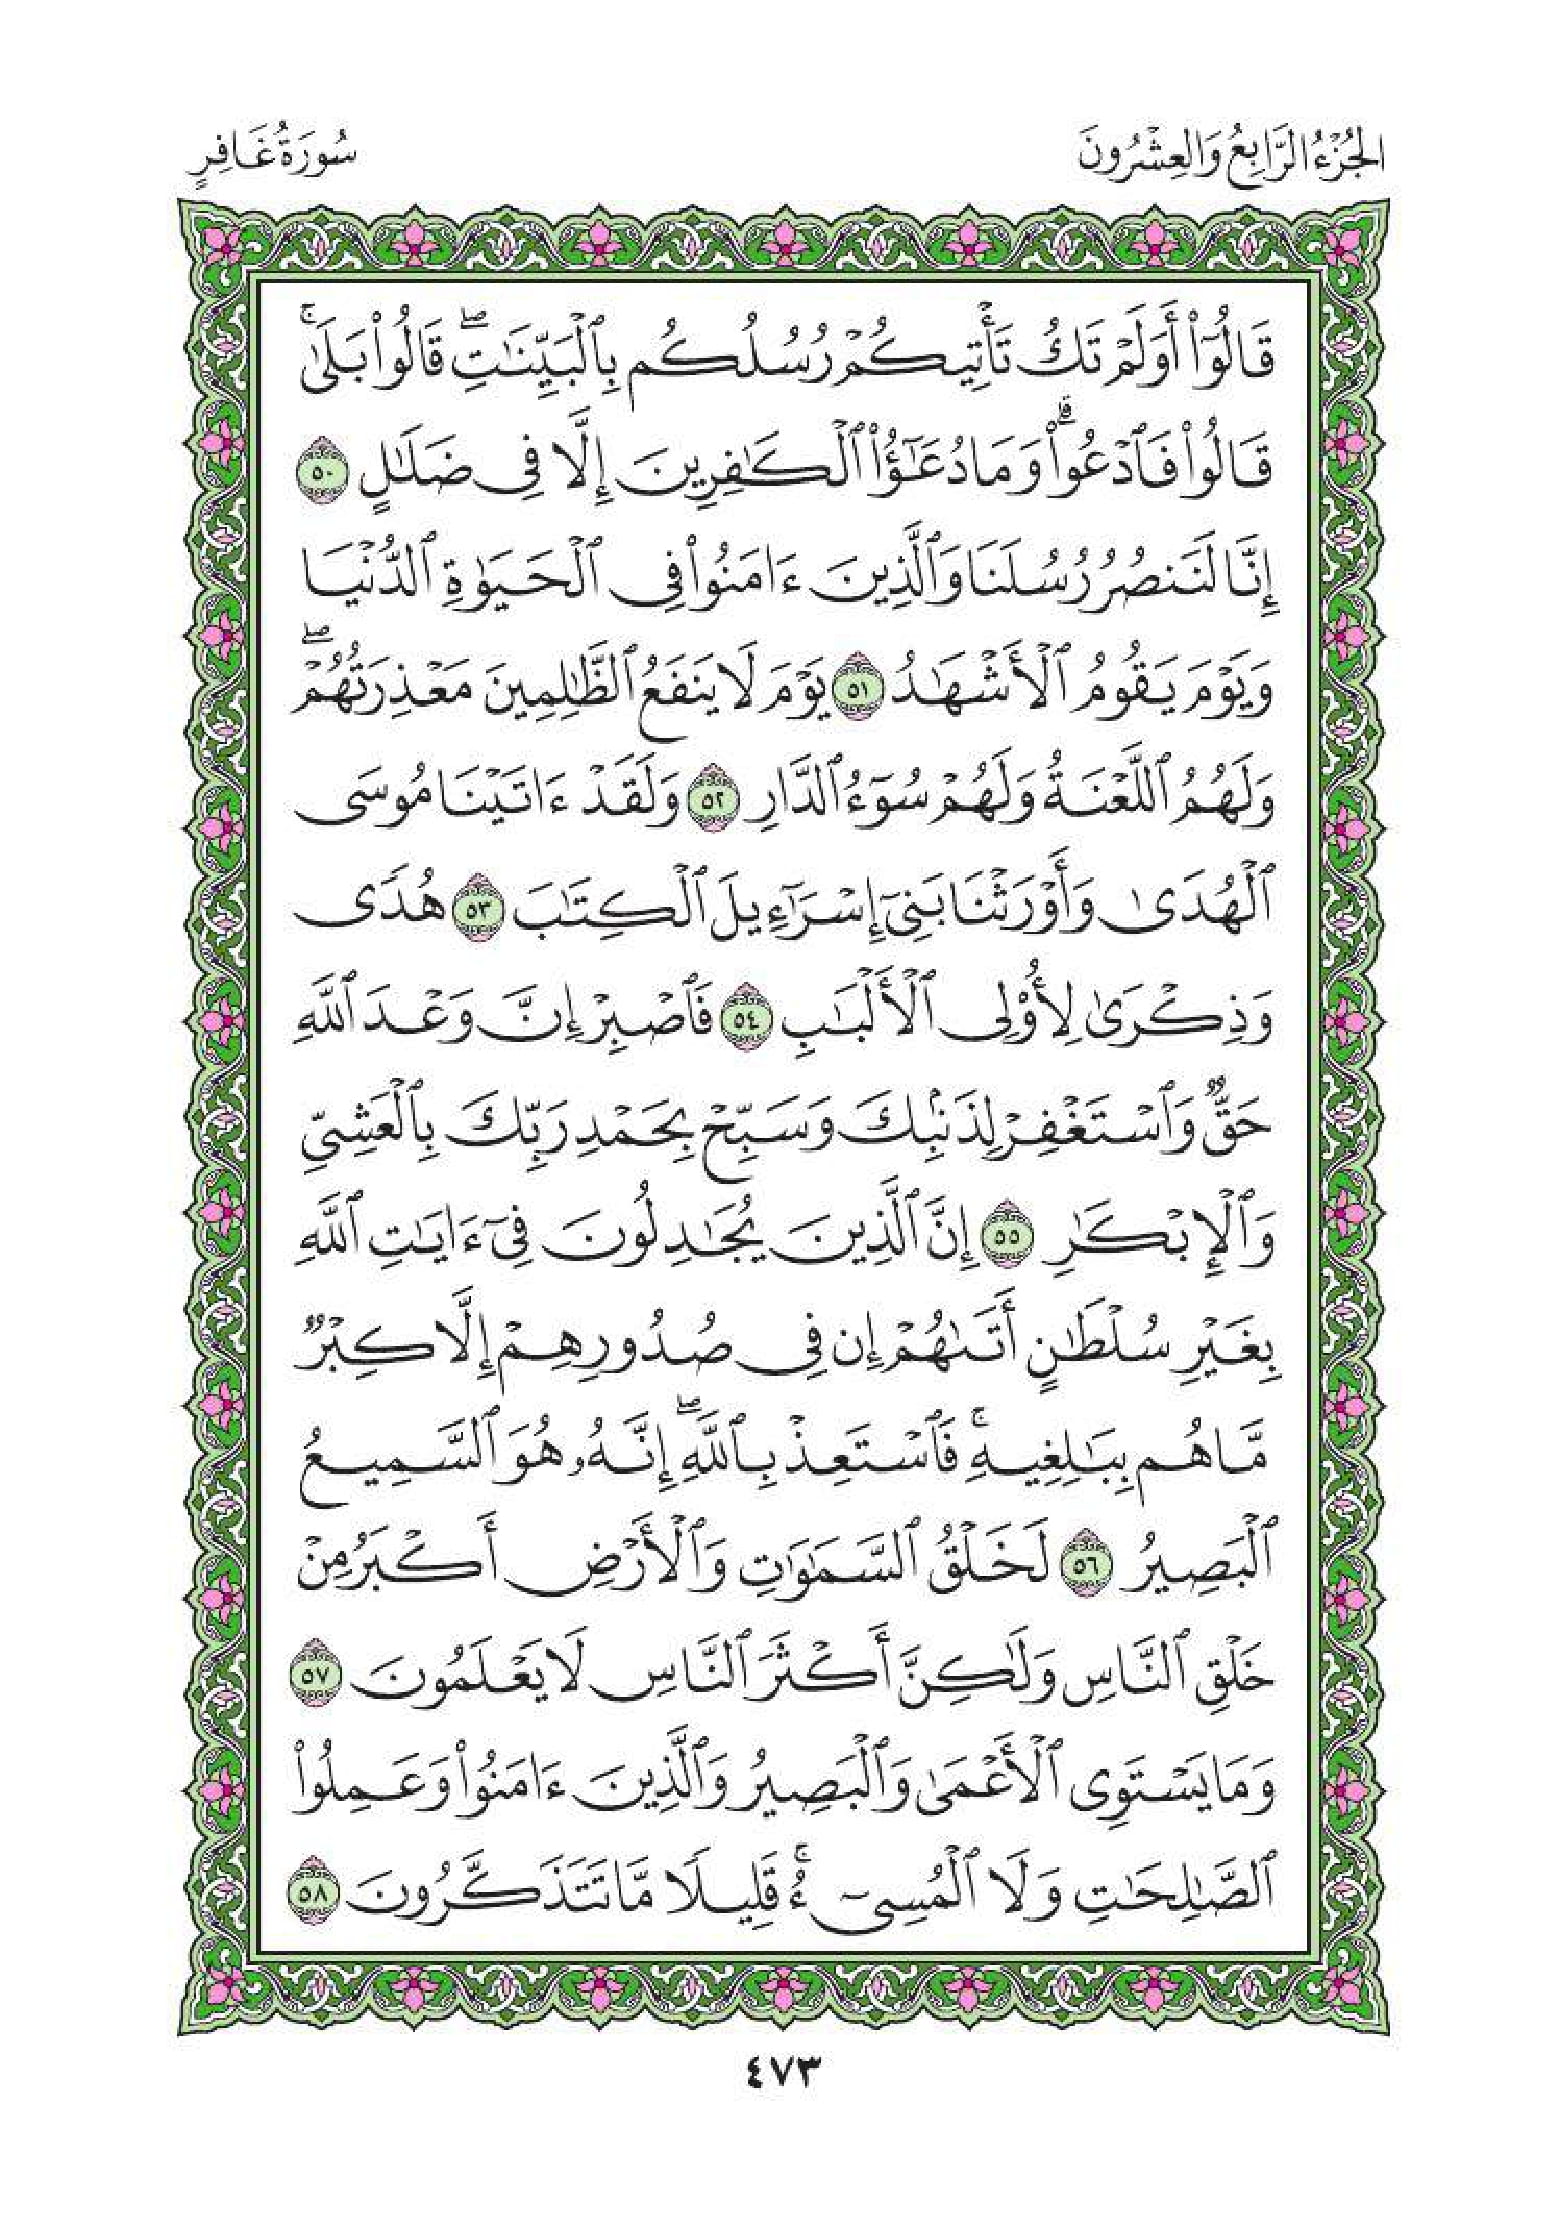 الجُزْءُ الرَّابِعُ وَالعِشْرُونَ
سُورَةُ غَافِرٍ
قَالُوٓا۟ أَوَلَمْ تَكُ تَأْتِيكُمْ رُسُلُكُم بِٱلْبَيِّنَٰتِ ۖ قَالُوا۟ بَلَىٰ ۚ
قَالُوا۟ فَٱدْعُوا۟ ۗ وَمَا دُعَٰٓؤُا۟ ٱلْكَٰفِرِينَ إِلَّا فِى ضَلَٰلٍ ٥٠
إِنَّا لَنَنصُرُ رُسُلَنَا وَٱلَّذِينَ ءَامَنُوا۟ فِى ٱلْحَيَوٰةِ ٱلدُّنْيَا
وَيَوْمَ يَقُومُ ٱلْأَشْهَٰدُ ٥١ يَوْمَ لَا يَنفَعُ ٱلظَّٰلِمِينَ مَعْذِرَتُهُمْ ۖ
وَلَهُمُ ٱللَّعْنَةُ وَلَهُمْ سُوٓءُ ٱلدَّارِ ٥٢ وَلَقَدْ ءَاتَيْنَا مُوسَى
ٱلْهُدَىٰ وَأَوْرَثْنَا بَنِىٓ إِسْرَٰٓءِيلَ ٱلْكِتَٰبَ ٥٣ هُدًى
وَذِكْرَىٰ لِأُو۟لِى ٱلْأَلْبَٰبِ ٥٤ فَٱصْبِرْ إِنَّ وَعْدَ ٱللَّهِ
حَقٌّ وَٱسْتَغْفِرْ لِذَنۢبِكَ وَسَبِّحْ بِحَمْدِ رَبِّكَ بِٱلْعَشِىِّ
وَٱلْإِبْكَٰرِ ٥٥ إِنَّ ٱلَّذِينَ يُجَٰدِلُونَ فِىٓ ءَايَٰتِ ٱللَّهِ
بِغَيْرِ سُلْطَٰنٍ أَتَىٰهُمْ إِن فِى صُدُورِهِمْ إِلَّا كِبْرٌ
مَّا هُم بِبَٰلِغِيهِ ۚ فَٱسْتَعِذْ بِٱللَّهِ ۖ إِنَّهُۥ هُوَ ٱلسَّمِيعُ
ٱلْبَصِيرُ ٥٦ لَخَلْقُ ٱلسَّمَٰوَٰتِ وَٱلْأَرْضِ أَكْبَرُ مِنْ
خَلْقِ ٱلنَّاسِ وَلَٰكِنَّ أَكْثَرَ ٱلنَّاسِ لَا يَعْلَمُونَ ٥٧
وَمَا يَسْتَوِى ٱلْأَعْمَىٰ وَٱلْبَصِيرُ وَٱلَّذِينَ ءَامَنُوا۟ وَعَمِلُوا۟
ٱلصَّٰلِحَٰتِ وَلَا ٱلْمُسِىٓءُ ۚ قَلِيلًا مَّا تَتَذَكَّرُونَ ٥٨
٤٧٣